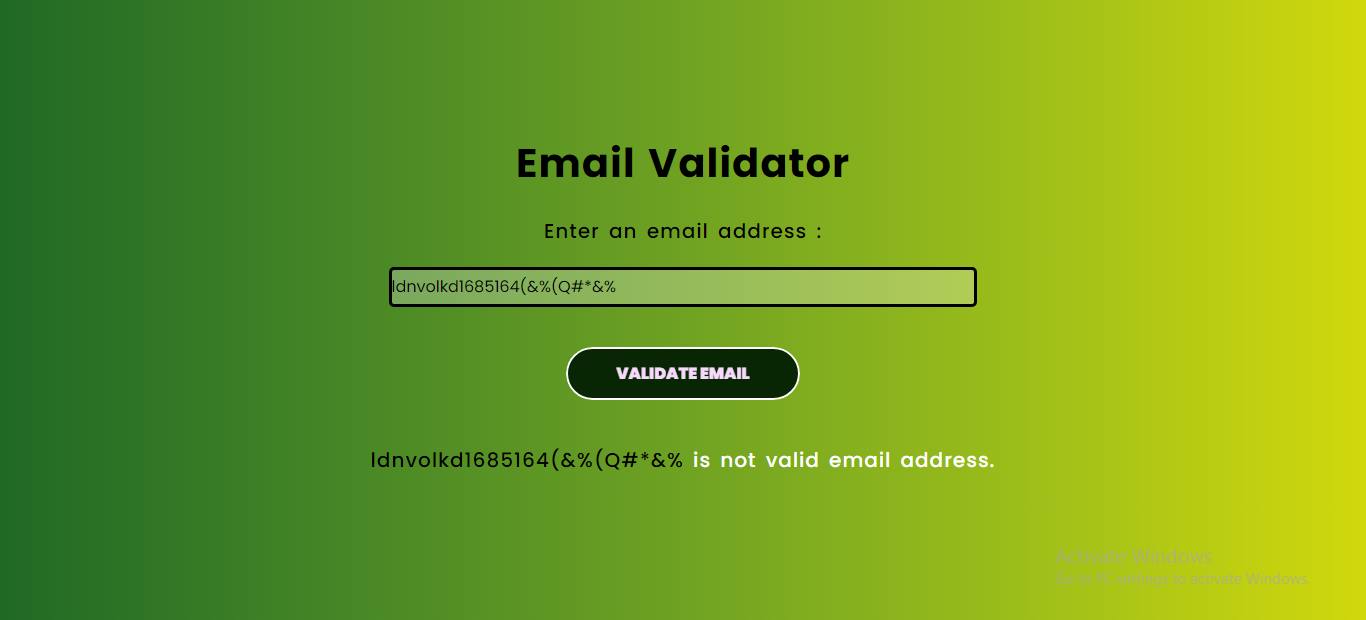 Email Validator
Enter an email address :
ldnvolkd1685164(&%(Q#*&%
VALIDATE EMAIL
ldnvolkd1685164(&%(Q#*&% is not valid email address.
Activate Windows
Go to PC settings to activate Windows.